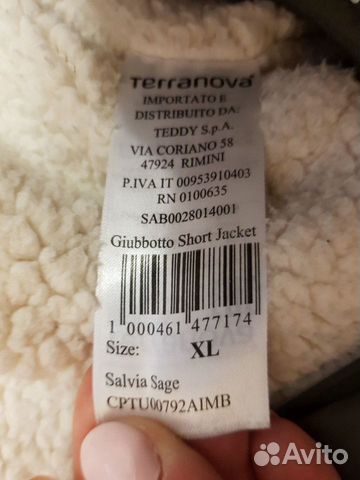 Terranova
IMPORTATO E
DISTRIBUITO DA:
TEDDY S.p.A.
VIA CORIANO 58
47924 RIMINI
P.IVA IT 00953910403
RN 0100635
SAB0028014001
Giubbotto Short Jacket
1 000461 477174
Size: XL
Salvia Sage
CPTU00792AIMB
Avito